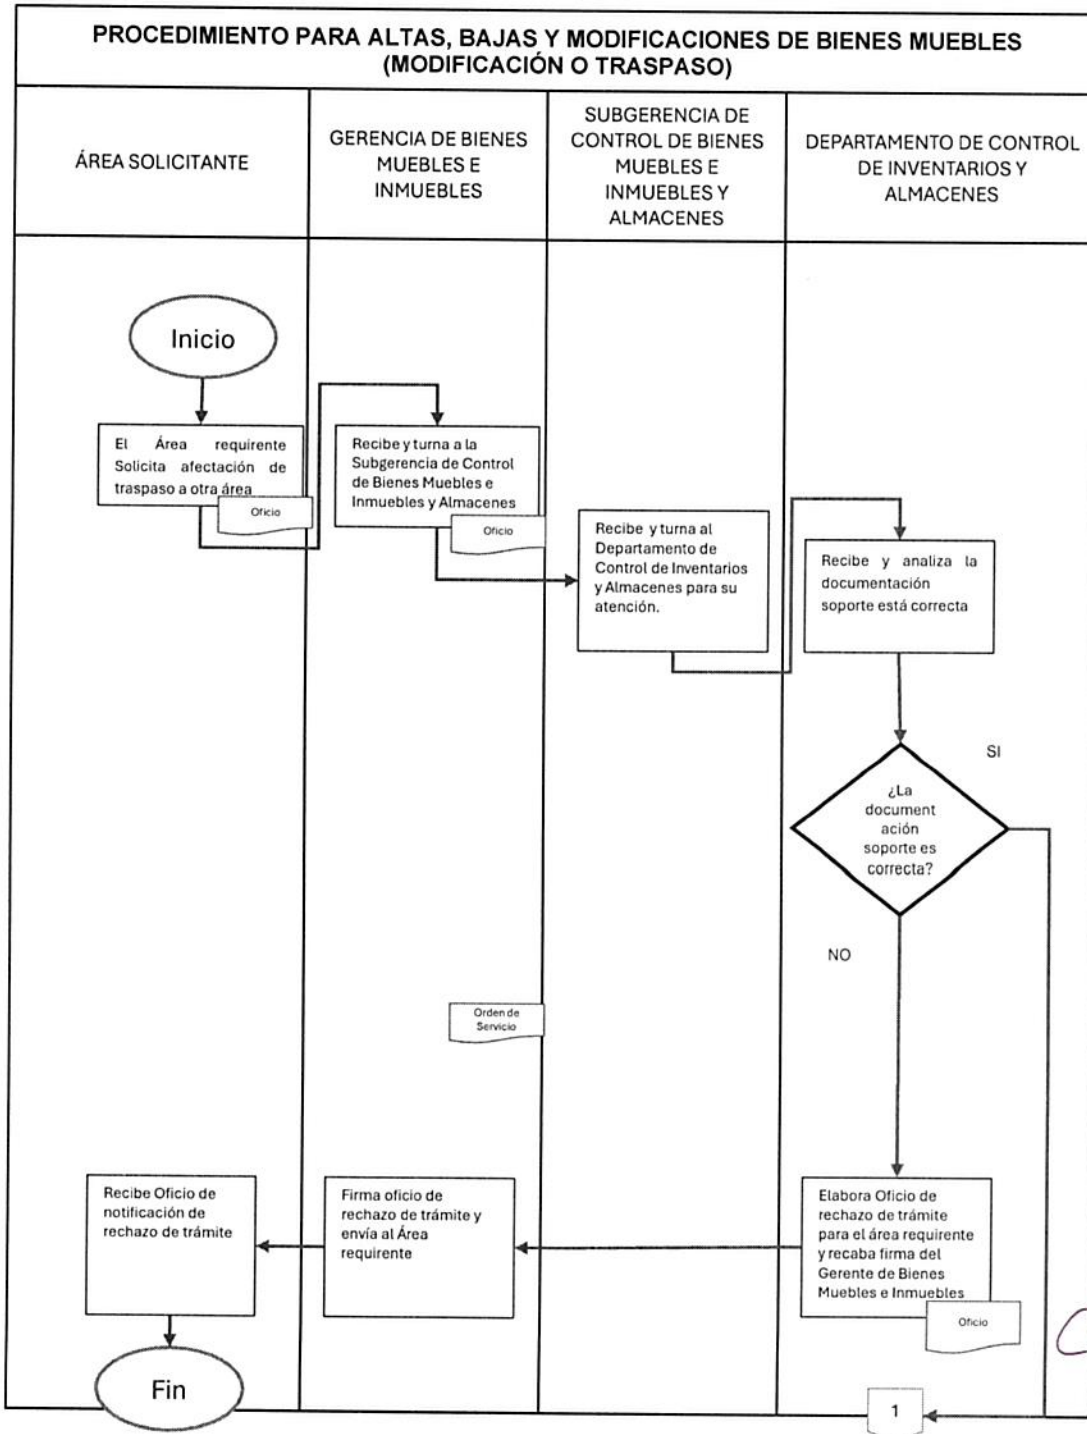 PROCEDIMIENTO PARA ALTAS, BAJAS Y MODIFICACIONES DE BIENES MUEBLES
(MODIFICACIÓN O TRASPASO)
ÁREA SOLICITANTE
GERENCIA DE BIENES
MUEBLES E
INMUEBLES
SUBGERENCIA DE
CONTROL DE BIENES
MUEBLES E
INMUEBLES Y
ALMACENES
DEPARTAMENTO DE CONTROL
DE INVENTARIOS Y
ALMACENES
Inicio
El Área requirente
Solicita afectación de
traspaso a otra área
Oficio
Recibe y turna a la
Subgerencia de Control
de Bienes Muebles e
Inmuebles y Almacenes
Oficio
Recibe y turna al
Departamento de
Control de Inventarios
y Almacenes para su
atención.
Recibe y analiza la
documentación
soporte está correcta
SI
¿La
document
ación
soporte es
correcta?
NO
Orden de
Servicio
Elabora Oficio de
rechazo de trámite
para el área requirente
y recaba firma del
Gerente de Bienes
Muebles e Inmuebles
Oficio
Firma oficio de
rechazo de trámite y
envía al Área
requirente
Recibe Oficio de
notificación de
rechazo de trámite
Fin
1